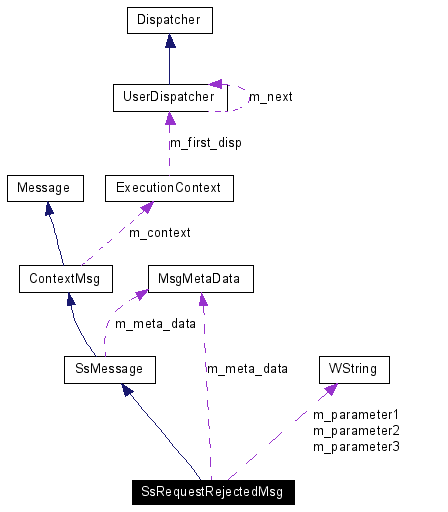 Dispatcher
UserDispatcher
m_next
m_first_disp
Message
ExecutionContext
m_context
ContextMsg
MsgMetaData
m_meta_data
SsMessage
m_meta_data
WString
m_parameter1
m_parameter2
m_parameter3
SsRequestRejectedMsg